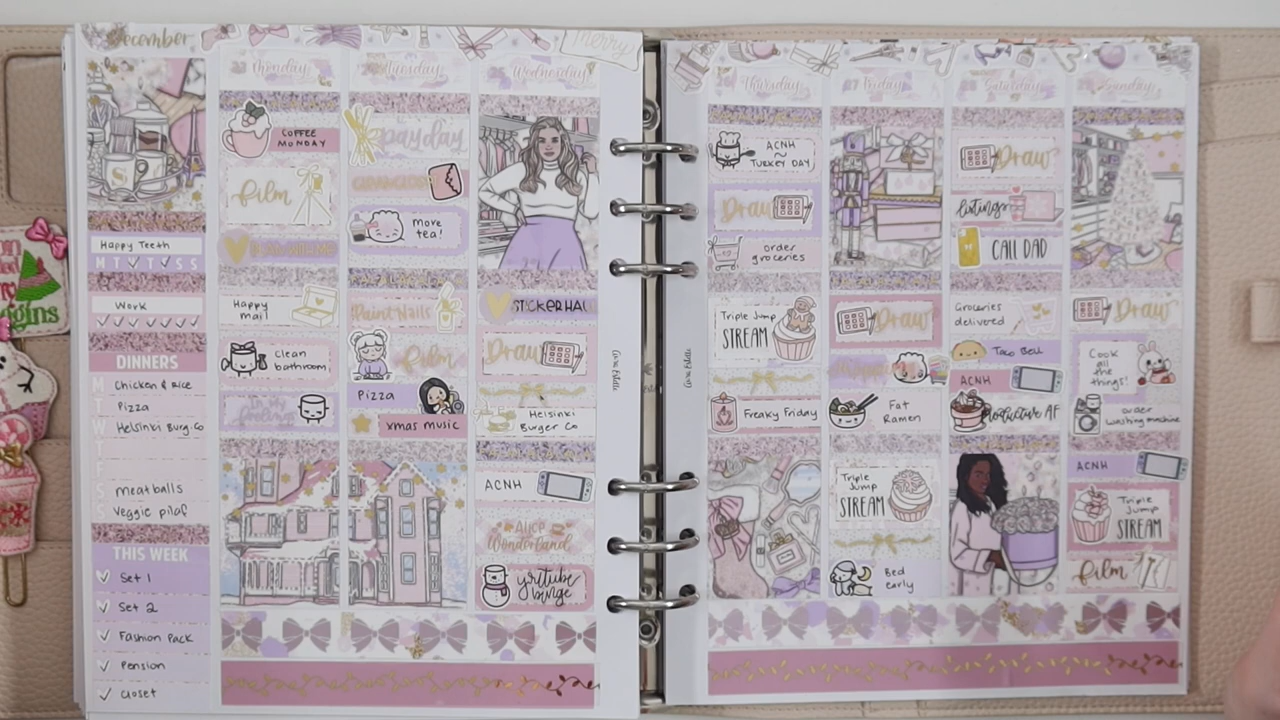 December
Merry
Monday
Tuesday
Wednesday
Happy Teeth
M T S S
Work
DINNERS
M Chicken & Rice
T Pizza
W Helsinki Burg Co
T
F
S meatballs
S Veggie pilaf
THIS WEEK
Set 1
Set 2
Fashion Pack
Pension
Closet
COFFEE
MONDAY
film
Happy
mail
Clean
bathroom
payday
move
tea!
Paint Nails
film
Pizza
xmas music
STICKER HAUL
Draw
Helsinki
Burger Co
ACNH
Alice
Wonderland
youtube
binge
Thursday
Friday
Saturday
Sunday
ACNH
~
TURKEY DAY
Draw
order
groceries
Triple Jump
STREAM
Freaky Friday
Draw
Fat
Ramen
Triple
Jump
STREAM
Bed
early
Draw
listings
CALL DAD
Groceries
delivered
Taco Bell
ACNH
Productive AF
Draw
Cook
all
the
things!
order
washing machine
ACNH
Triple
Jump
STREAM
film